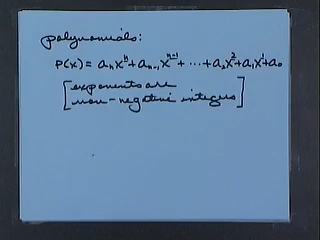 polynomials:
P(x) = aₙxⁿ + aₙ₋₁xⁿ⁻¹ + ⋯ + a₂x² + a₁x¹ + a₀
[exponents are
non-negative integers]